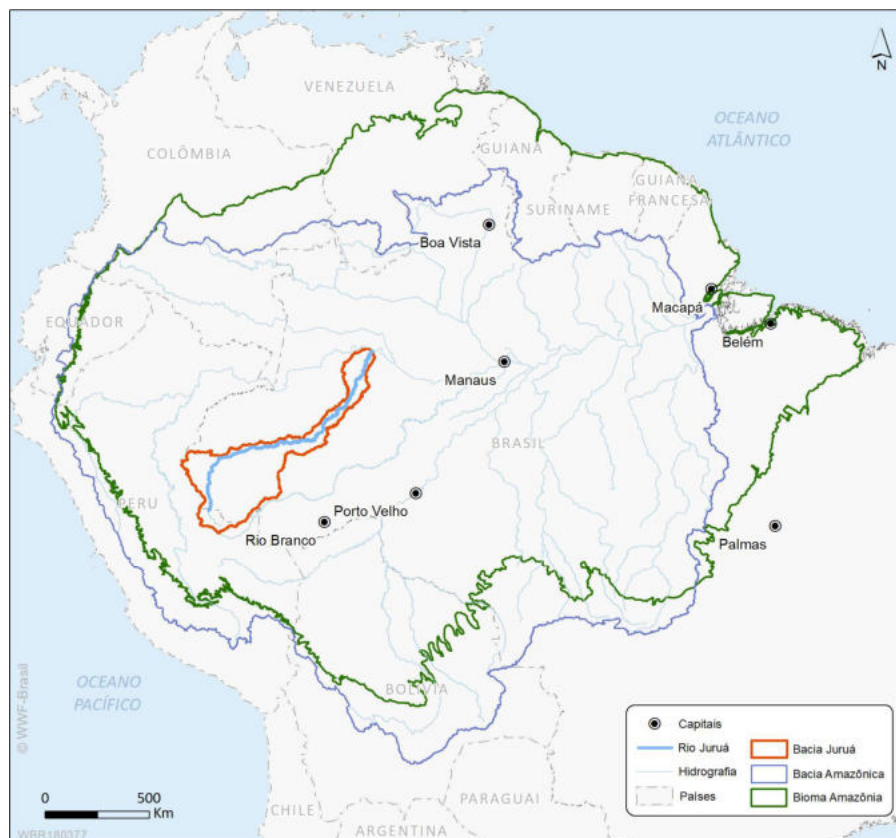 N
VENEZUELA
OCEANO
ATLÂNTICO
COLÔMBIA
GUIANA
GUIANA
FRANCESA
SURINAME
Boa Vista
Macapá
EQUADOR
Belém
Manaus
BRASIL
PERU
Porto Velho
Rio Branco
Palmas
OCEANO
PACÍFICO
BOLÍVIA
© WWF-Brasil
Capitais
Rio Juruá
Bacia Juruá
Hidrografia
Bacia Amazônica
Países
Bioma Amazônia
0 500
Km
CHILE
PARAGUAI
ARGENTINA
WBR180377